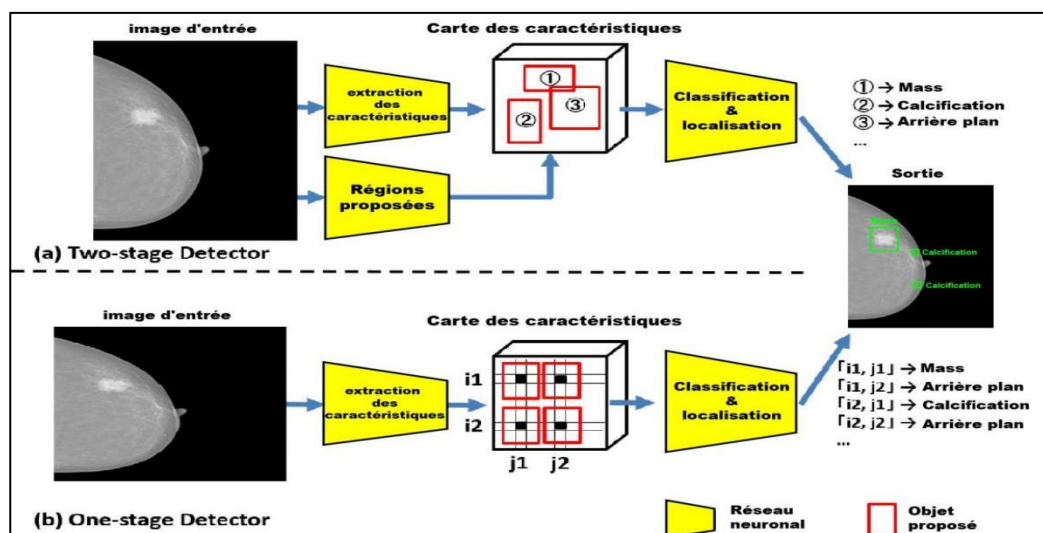 image d'entrée
Carte des caractéristiques
extraction
des
caractéristiques
①
②
③
Classification
&
localisation
① → Mass
② → Calcification
③ → Arrière plan
...
Régions
proposées
(a) Two-stage Detector
Sortie
Calcification
Calcification
image d'entrée
Carte des caractéristiques
extraction
des
caractéristiques
i1
i2
j1 j2
Classification
&
localisation
「i1, j1」 → Mass
「i1, j2」 → Arrière plan
「i2, j1」 → Calcification
「i2, j2」 → Arrière plan
...
(b) One-stage Detector
Réseau
neuronal
Objet
proposé